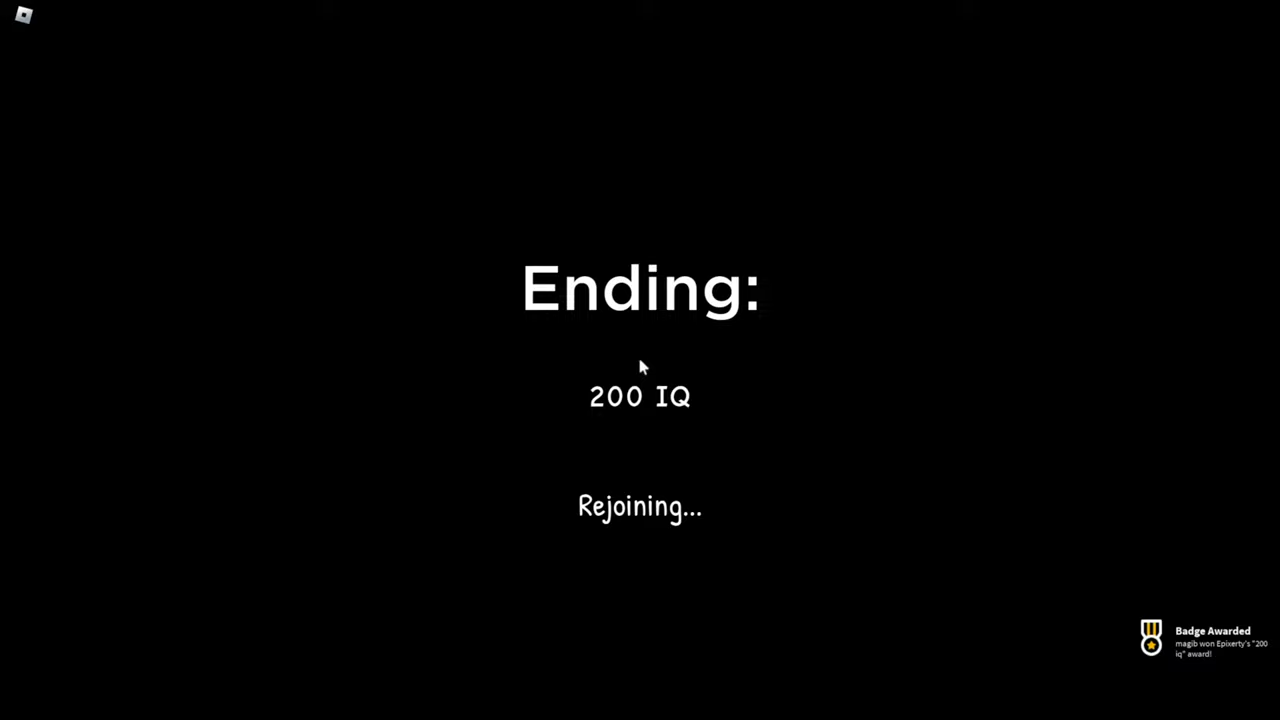 Ending:
200 IQ
Rejoining...
Badge Awarded
magib won Epixerty's "200
iq" award!